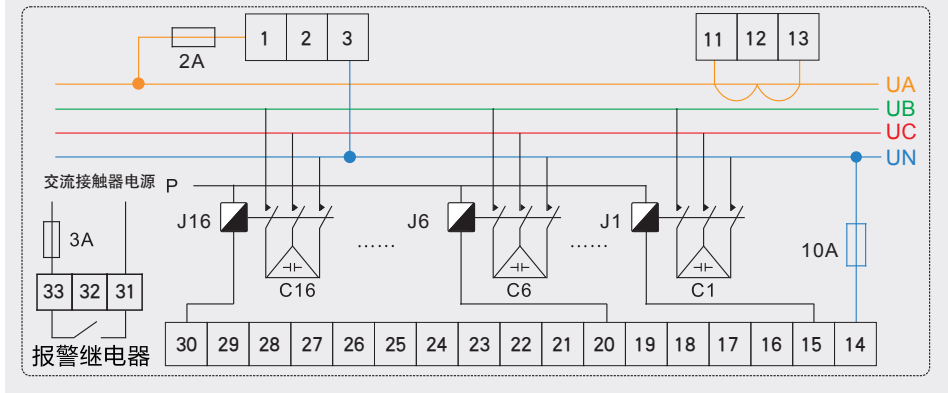 1 2 3
11 12 13
2A
UA
UB
UC
UN
交流接触器电源 P
J16 J6 J1
3A
...... ......
10A
C16 C6 C1
33 32 31
30 29 28 27 26 25 24 23 22 21 20 19 18 17 16 15 14
报警继电器